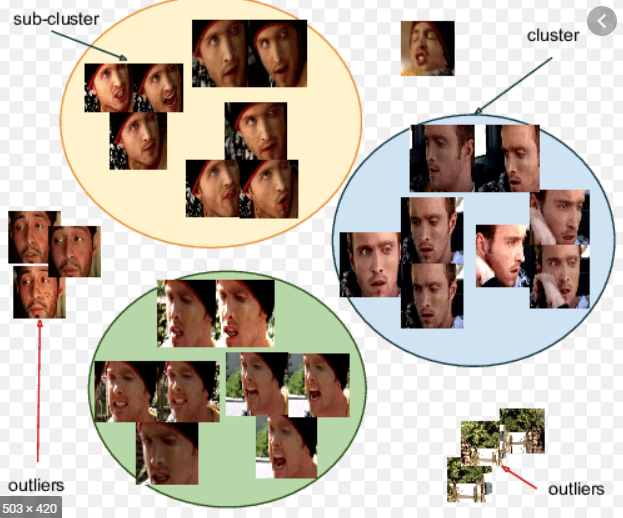 sub-cluster
cluster
outliers
outliers
503 × 420